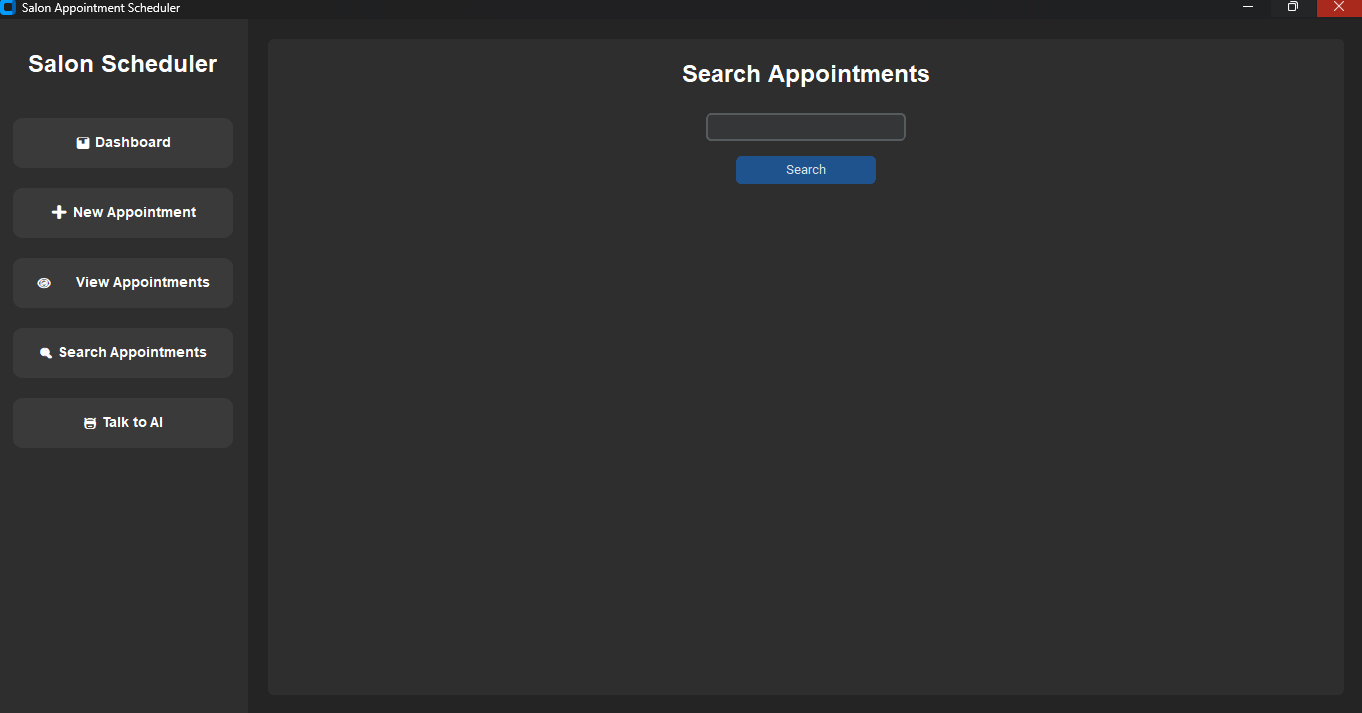 Salon Appointment Scheduler
Salon Scheduler
Dashboard
New Appointment
View Appointments
Search Appointments
Talk to AI
Search Appointments
Search